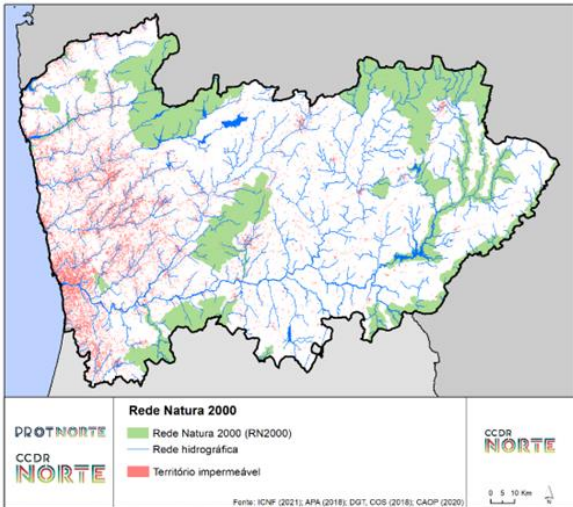 Rede Natura 2000
PROTNORTE
CCDR
NORTE
Rede Natura 2000 (RN2000)
Rede hidrográfica
Território impermeável
CCDR
NORTE
0 5 10 Km
N
Fonte: ICNF (2021); APA (2018); DGT, COS (2018); CAOP (2020)